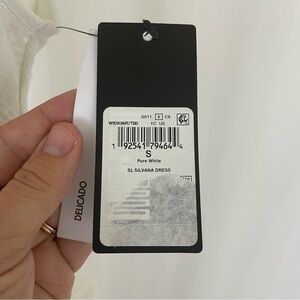 G011 6 C9
YC US
1 92541 79464 4
S
Pure White
SL SILVANA DRESS
DELICADO